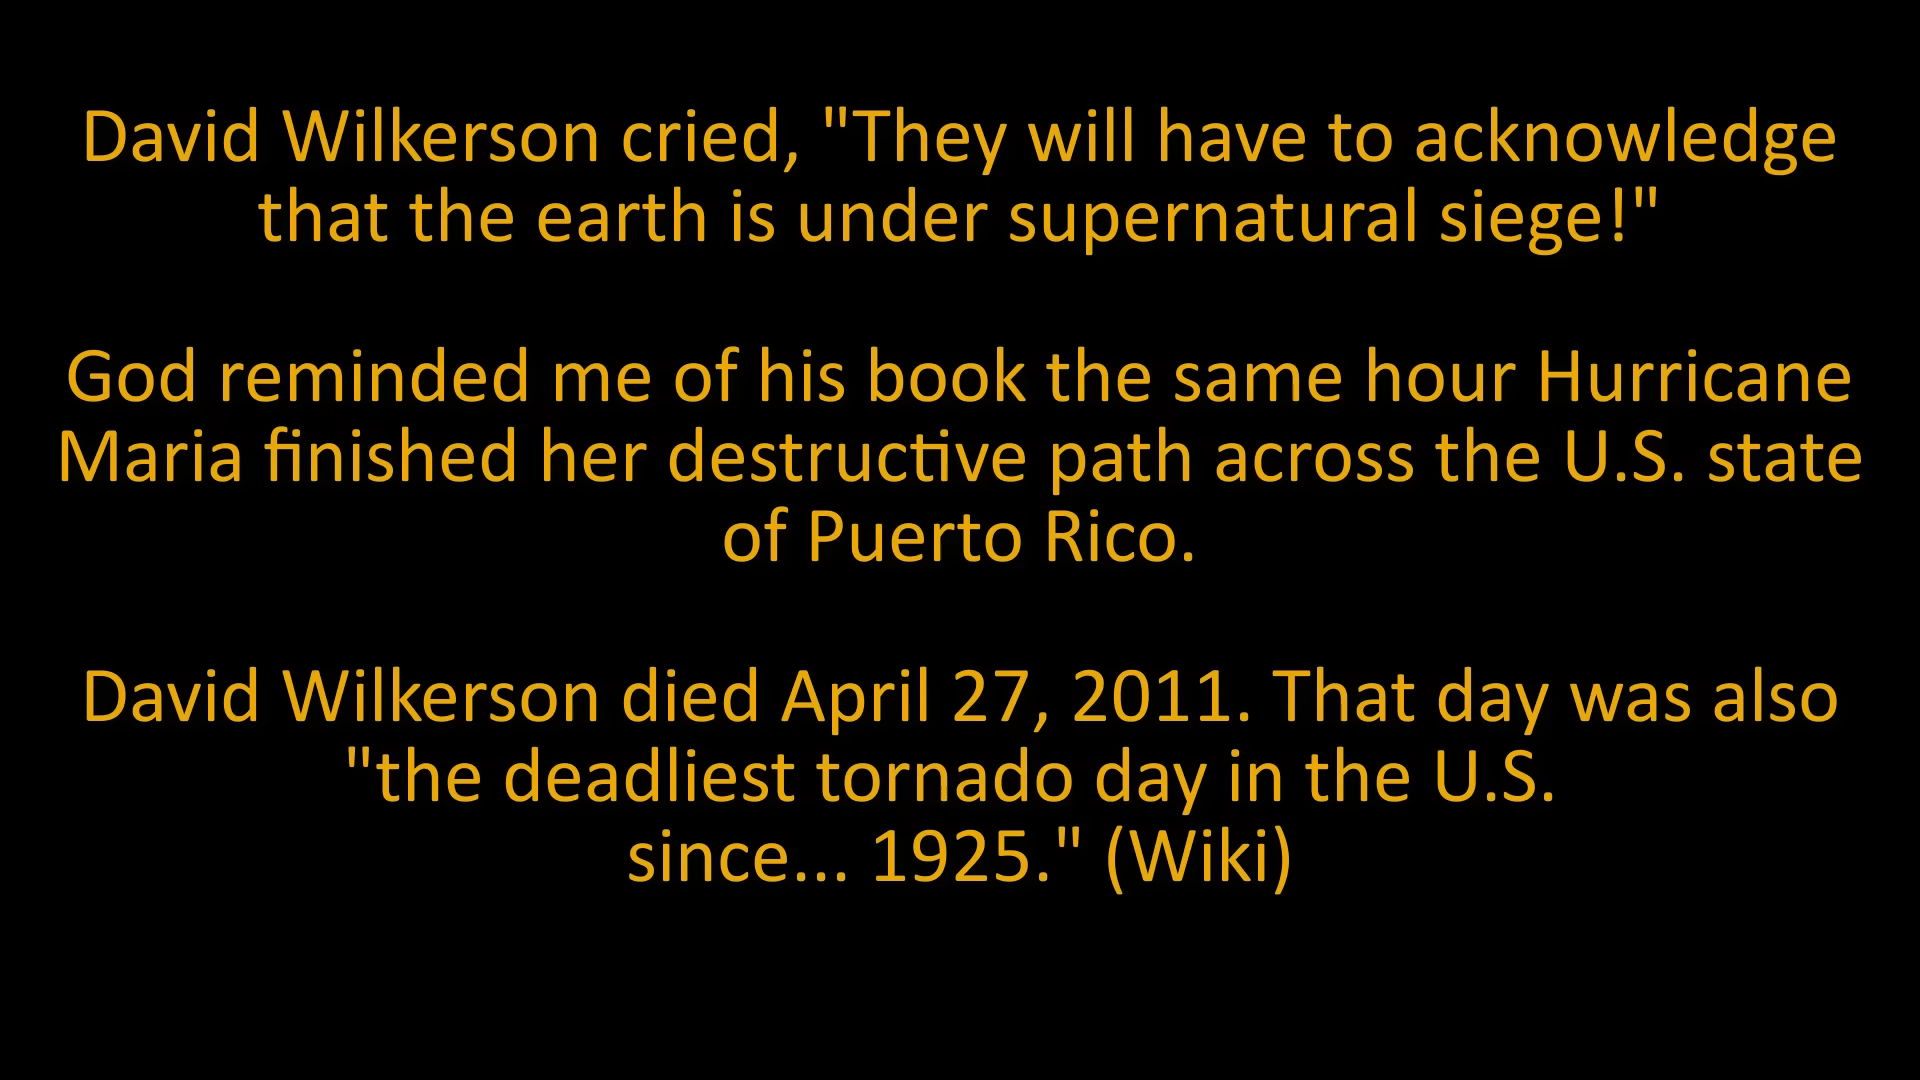 David Wilkerson cried, "They will have to acknowledge
that the earth is under supernatural siege!"
God reminded me of his book the same hour Hurricane
Maria finished her destructive path across the U.S. state
of Puerto Rico.
David Wilkerson died April 27, 2011. That day was also
"the deadliest tornado day in the U.S.
since... 1925." (Wiki)